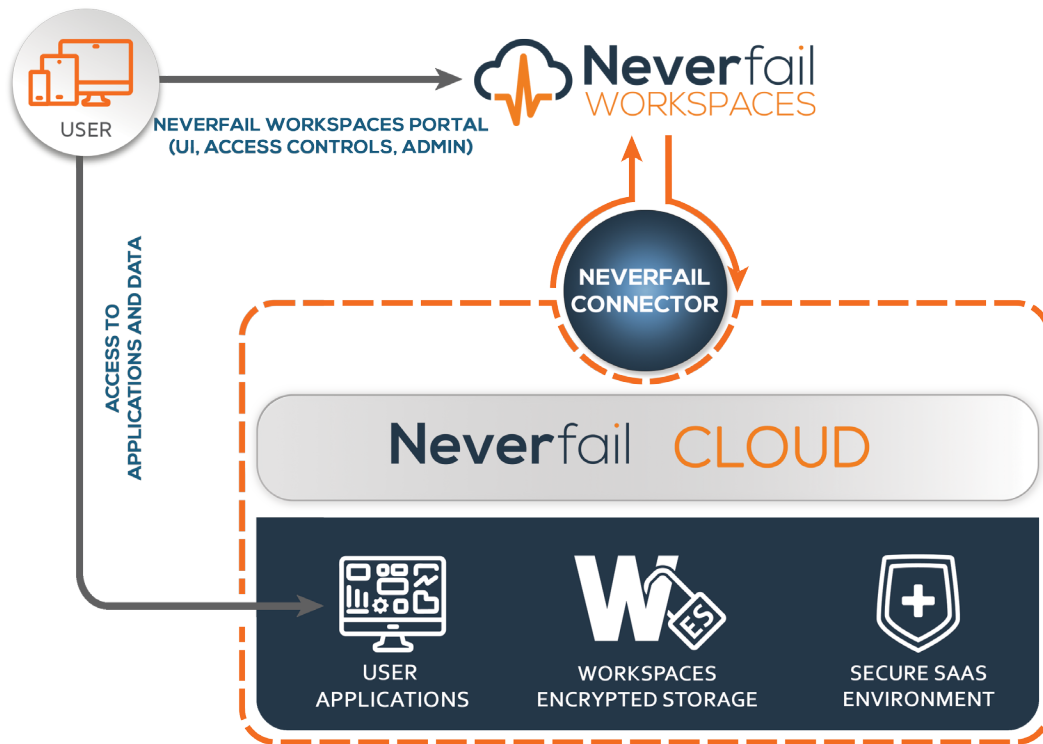 USER
Neverfail
WORKSPACES
NEVERFAIL WORKSPACES PORTAL
(UI, ACCESS CONTROLS, ADMIN)
ACCESS TO
APPLICATIONS AND DATA
NEVERFAIL
CONNECTOR
Neverfail CLOUD
W
ES
USER
APPLICATIONS
WORKSPACES
ENCRYPTED STORAGE
SECURE SAAS
ENVIRONMENT